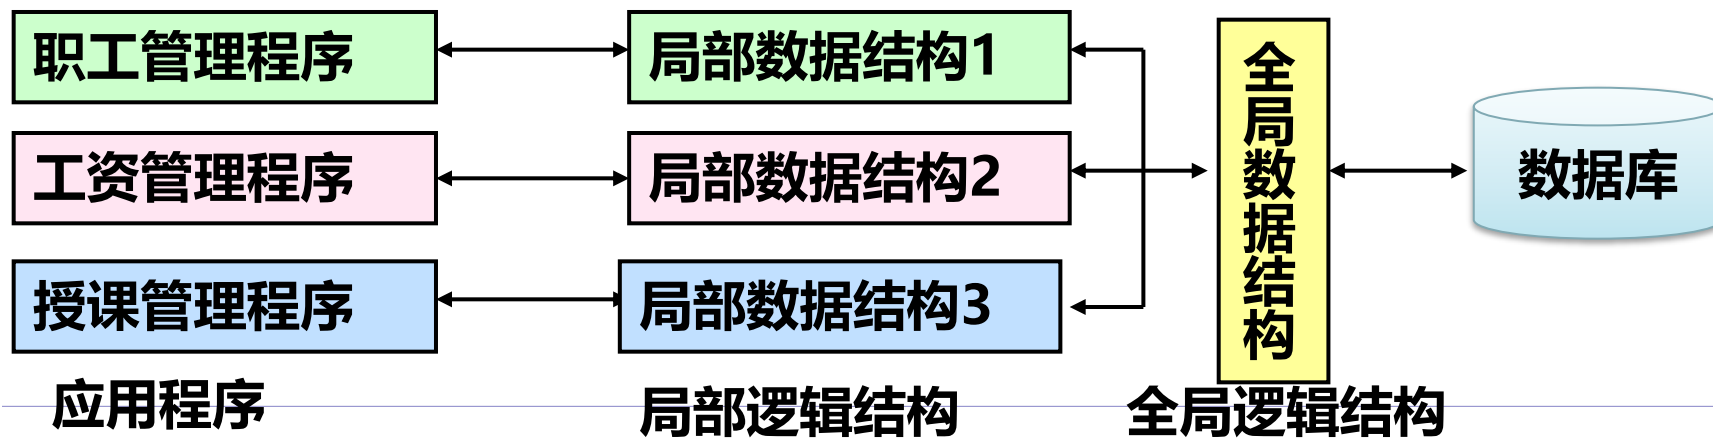 职工管理程序
局部数据结构1
工资管理程序
局部数据结构2
授课管理程序
局部数据结构3
全局数据结构
数据库
应用程序
局部逻辑结构
全局逻辑结构